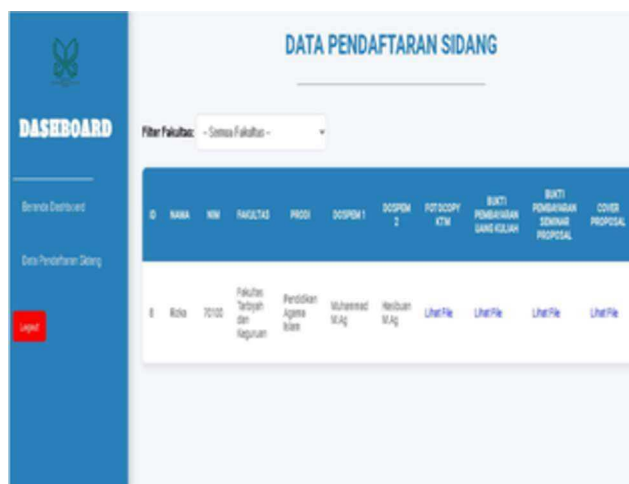 DATA PENDAFTARAN SIDANG
DASHBOARD
Filter Fakultas: - Semua Fakultas -
Beranda Dashboard
Data Pendaftaran Sidang
Logout
ID NAMA NIM FAKULTAS PRODI DOSPEM 1 DOSPEM 2 FOTOCOPY KTM BUKTI PEMBAYARAN UANG KULIAH BUKTI PEMBAYARAN SEMINAR PROPOSAL COVER PROPOSAL
Rizka 70100 Fakultas Tarbiyah dan Keguruan Pendidikan Agama Islam Muhammad M.Ag Hasibuan M.Ag Lihat File Lihat File Lihat File Lihat File